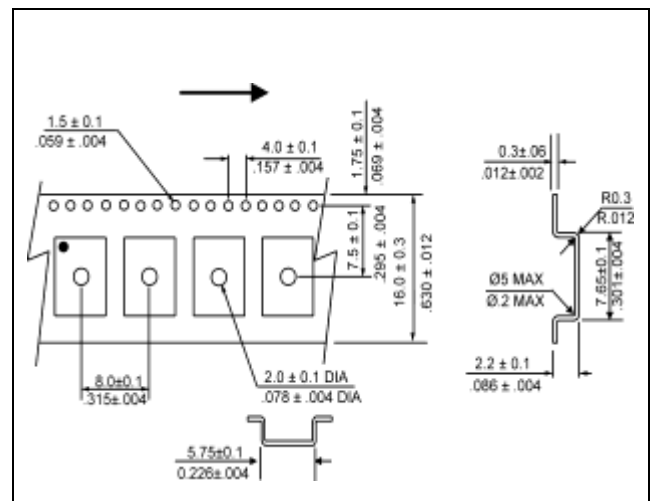 1.5 ± 0.1
.059 ± .004
4.0 ± 0.1
.157 ± .004
1.75 ± 0.1
.069 ± .004
7.5 ± 0.1
.295 ± .004
16.0 ± 0.3
.630 ± .012
8.0±0.1
.315±.004
2.0 ± 0.1 DIA
.078 ± .004 DIA
5.75±0.1
0.226±.004
0.3±.06
.012±.002
R0.3
R.012
Ø5 MAX
Ø.2 MAX
7.65±0.1
.301±.004
2.2 ± 0.1
.086 ± .004